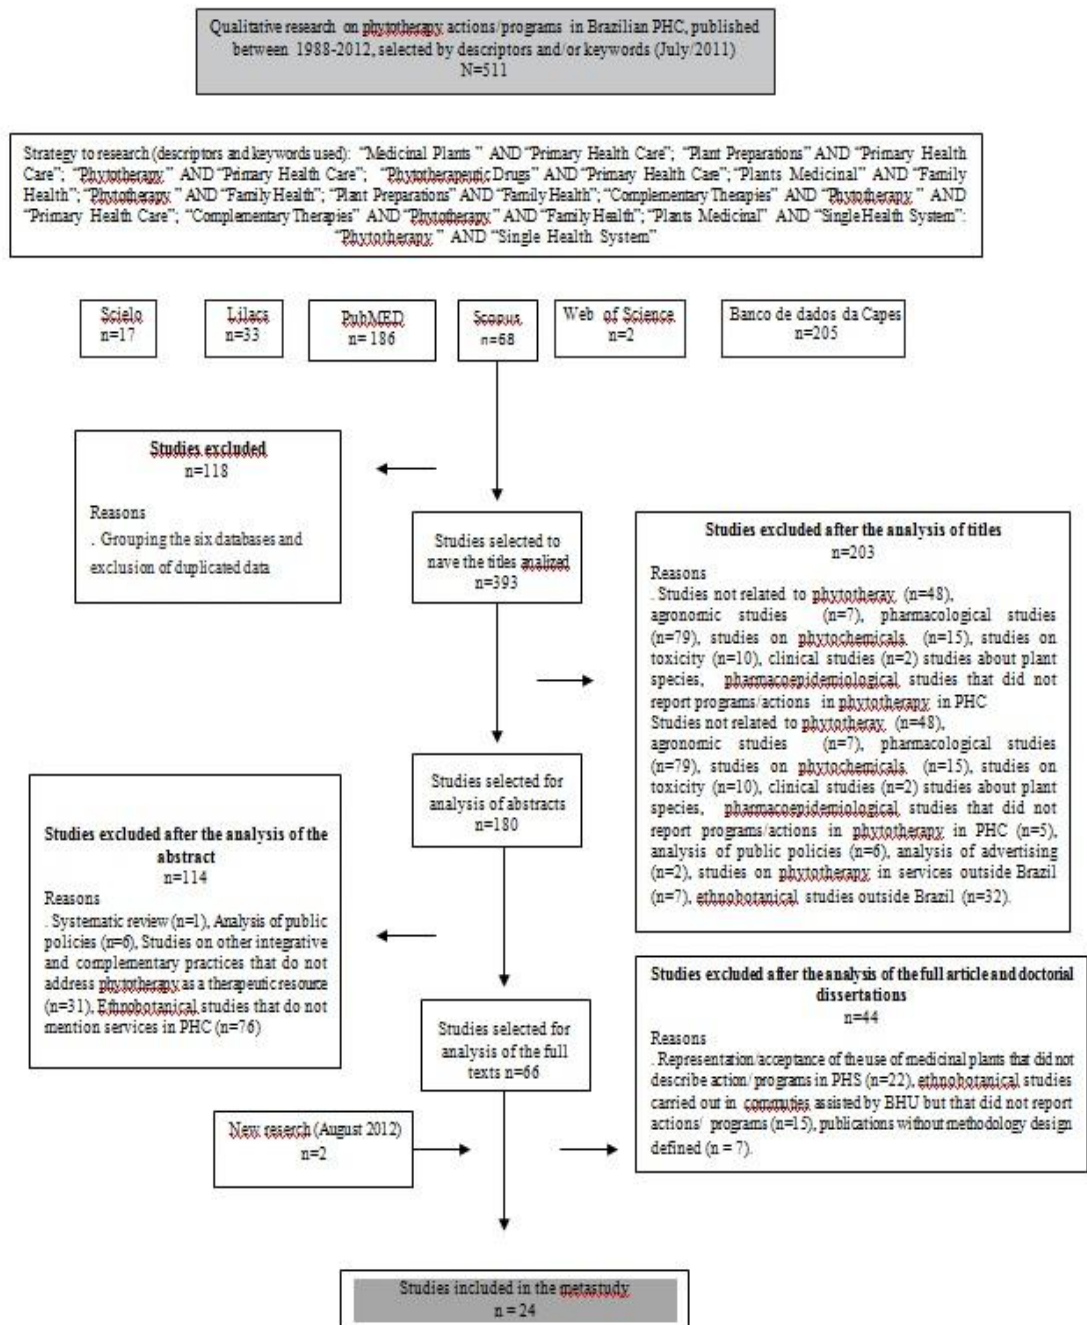 Qualitative research on phytotherapy actions/programs in Brazilian PHC, published
between 1988-2012, selected by descriptors and/or keywords (July/2011)
N=511
Strategy to research (descriptors and keywords used): “Medicinal Plants ” AND “Primary Health Care”; “Plant Preparations” AND “Primary Health
Care”; “Phytotherapy ” AND “Primary Health Care”; “Phytotherapeutic Drugs” AND “Primary Health Care”; “Plants Medicinal” AND “Family
Health”; “Phytotherapy ” AND “Family Health”; “Plant Preparations” AND “Family Health”; “Complementary Therapies” AND “Phytotherapy ” AND
“Primary Health Care”; “Complementary Therapies” AND “Phytotherapy ” AND “Family Health”; “Plants Medicinal” AND “Single Health System”:
“Phytotherapy ” AND “Single Health System”
Scielo
n=17
Lilacs
n=33
PubMED
n= 186
Scopus
n=68
Web of Science
n=2
Banco de dados da Capes
n=205
Studies excluded
n=118
Reasons
. Grouping the six databases and
exclusion of duplicated data
Studies selected to
nave the titles analized
n=393
Studies excluded after the analysis of titles
n=203
Reasons
. Studies not related to phytotheray (n=48),
agronomic studies (n=7), pharmacological studies
(n=79), studies on phytochemicals (n=15), studies on
toxicity (n=10), clinical studies (n=2) studies about plant
species, pharmacoepidemiological studies that did not
report programs/actions in phytotherapy in PHC
Studies not related to phytotheray (n=48),
agronomic studies (n=7), pharmacological studies
(n=79), studies on phytochemicals (n=15), studies on
toxicity (n=10), clinical studies (n=2) studies about plant
species, pharmacoepidemiological studies that did not
report programs/actions in phytotherapy in PHC (n=5),
analysis of public policies (n=6), analysis of advertising
(n=2), studies on phytotherapy in services outside Brazil
(n=7), ethnobotanical studies outside Brazil (n=32).
Studies selected for
analysis of abstracts
n=180
Studies excluded after the analysis of the
abstract
n=114
Reasons
. Systematic review (n=1), Analysis of public
policies (n=6), Studies on other integrative
and complementary practices that do not
address phytotherapy as a therapeutic resource
(n=31), Ethnobotanical studies that do not
mention services in PHC (n=76)
Studies selected for
analysis of the full
texts n=66
Studies excluded after the analysis of the full article and doctorial
dissertations
n=44
Reasons
. Representation/acceptance of the use of medicinal plants that did not
describe action/ programs in PHS (n=22), ethnobotanical studies
carried out in commuties assisted by BHU but that did not report
actions/ programs (n=15), publications without methodology design
defined (n = 7).
New reserch (August 2012)
n=2
Studies included in the metastudy
n = 24